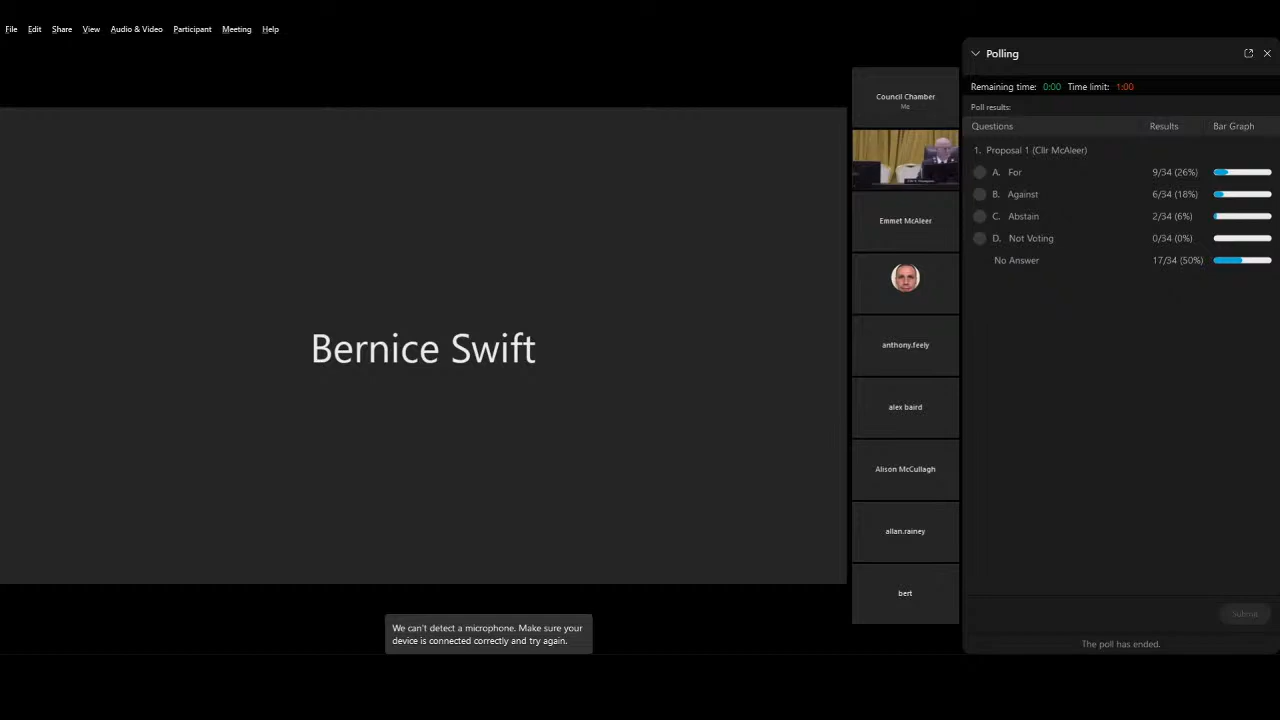 File Edit Share View Audio & Video Participant Meeting Help
Polling
Remaining time: 0:00 Time limit: 1:00
Poll results:
Questions Results Bar Graph
1. Proposal 1 (Cllr McAleer)
A. For 9/34 (26%)
B. Against 6/34 (18%)
C. Abstain 2/34 (6%)
D. Not Voting 0/34 (0%)
No Answer 17/34 (50%)
Submit
The poll has ended.
Council Chamber
Me
Emmet McAleer
anthony.feely
alex baird
Alison McCullagh
allan.rainey
bert
Bernice Swift
We can't detect a microphone. Make sure your
device is connected correctly and try again.